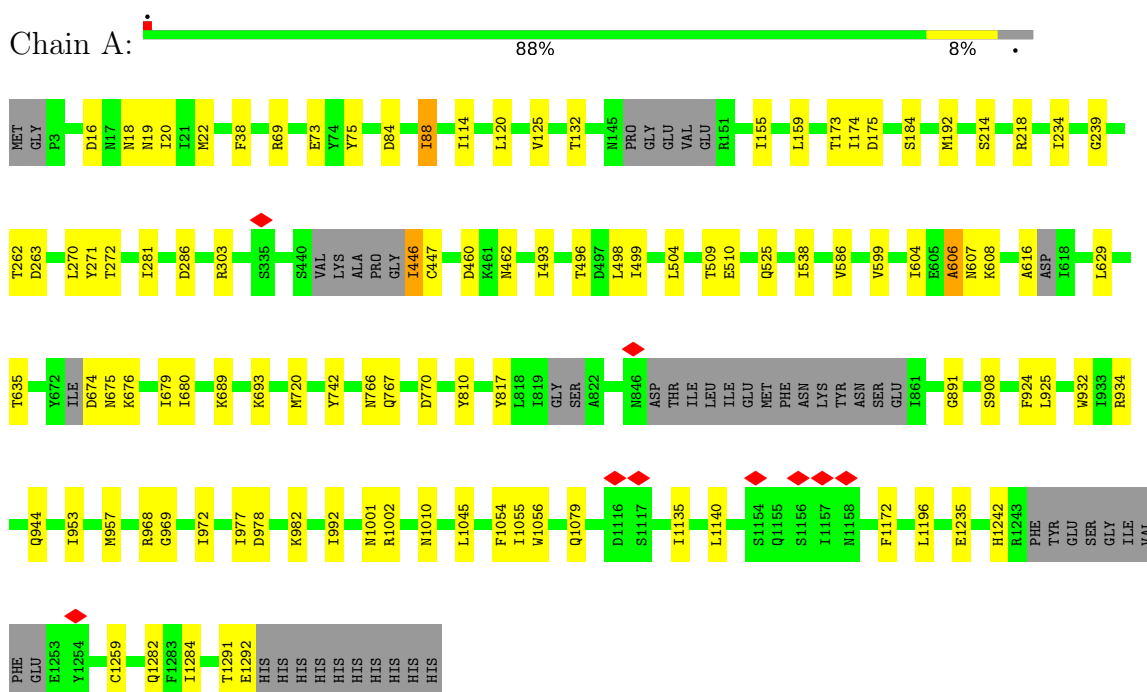 Chain A:
88% 8%
MET GLY P3 D16 N17 N18 N19 I20 I21 M22 F38 R69 E73 Y74 Y75 D84 I88 I114 L120 V125 T132 N145 PRO GLY GLU VAL GLU R151 I155 L159 T173 I174 D175 S184 M192 S214 R218 I234 G239
T262 D263 L270 Y271 T272 I281 D286 R303 S335 S440 VAL LYS ALA PRO GLY I446 C447 D460 K461 N462 I493 T496 D497 L498 I499 L504 T509 E510 Q525 I538 V586 V599 I604 E605 A606 N607 K608 A616 ASP I618 L629
T635 Y672 ILE D674 N675 K676 I679 I680 K689 K693 M720 Y742 N766 Q767 D770 Y810 Y817 L818 I819 GLY SER A822 N846 ASP THR ILE LEU ILE GLU MET PHE ASN LYS TYR ASN SER GLU I861 G891 S908 F924 L925 W932 I933 R934
Q944 I953 M957 R968 G969 I972 I977 D978 K982 I992 N1001 R1002 N1010 L1045 F1054 I1055 W1056 Q1079 D1116 S1117 I1135 L1140 S1154 Q1155 S1156 I1157 N1158 F1172 L1196 E1235 H1242 R1243 PHE TYR GLU SER GLY ILE VAL
PHE GLU E1253 Y1254 C1259 Q1282 F1283 I1284 T1291 E1292 HIS HIS HIS HIS HIS HIS HIS HIS HIS